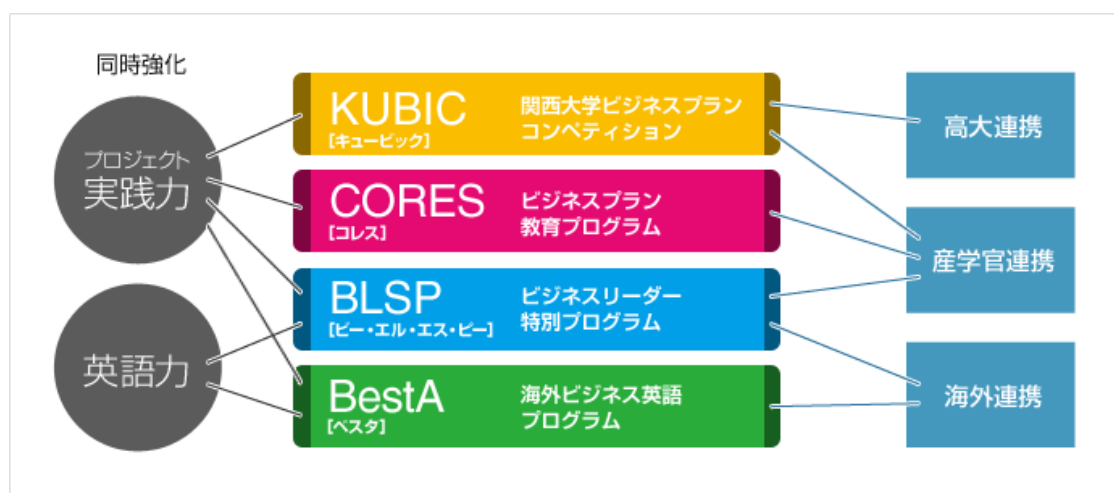 同時強化
プロジェクト
実践力
英語力
KUBIC
[キュービック]
関西大学ビジネスプラン
コンペティション
CORES
[コレス]
ビジネスプラン
教育プログラム
BLSP
[ビー・エル・エス・ピー]
ビジネスリーダー
特別プログラム
BestA
[ベスタ]
海外ビジネス英語
プログラム
高大連携
産学官連携
海外連携